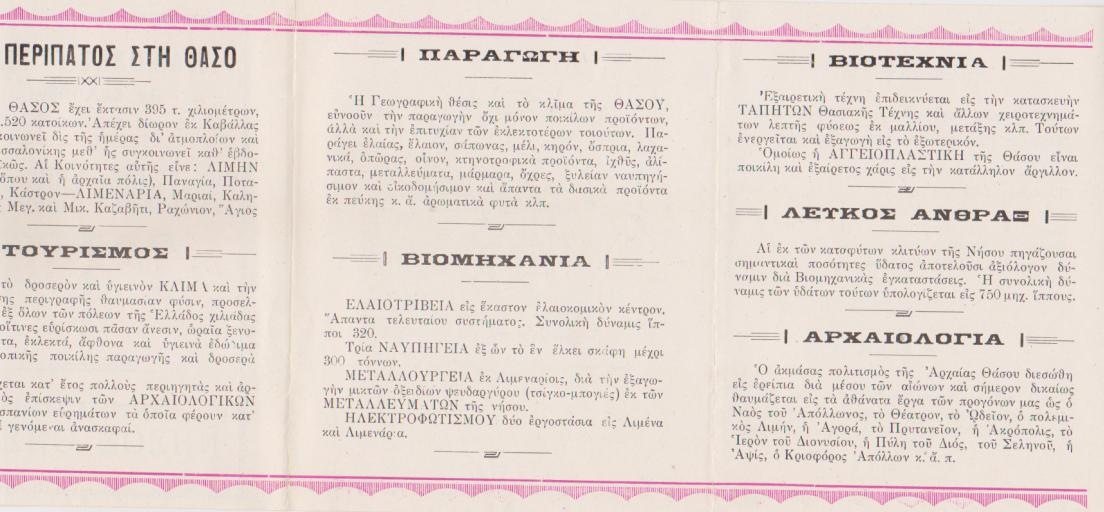 ΠΕΡΙΠΑΤΟΣ ΣΤΗ ΘΑΣΟ
ΘΑΣΟΣ ἔχει ἔκτασιν 395 τ. χιλιομέτρων,
.520 κατοίκων. Ἀπέχει δίωρον ἐκ Καβάλλας
κοινωνεῖ δὶς τῆς ἡμέρας δι' ἀτμοπλοίων καὶ
σσαλονίκης μεθ' ἧς συγκοινωνεῖ καθ' ἑβδο-
ικῶς. Αἱ Κοινότητες αὐτῆς εἶνε: ΛΙΜΗΝ
ὅπου καὶ ἡ ἀρχαία πόλις), Παναγία, Ποτα-
, Κάστρον—ΛΙΜΕΝΑΡΙΑ, Μαριαί, Καλη-
Μεγ. καὶ Μικ. Καζαβῆτι, Ραχώνιον, Ἅγιος
ΤΟΥΡΙΣΜΟΣ
τὸ δροσερὸν καὶ ὑγιεινὸν ΚΛΙΜΑ καὶ τὴν
ης περιγραφῆς θαυμασίαν φύσιν, προσελ-
ἐξ ὅλων τῶν πόλεων τῆς Ἑλλάδος χιλιάδας
οἵτινες εὑρίσκωσι πᾶσαν ἄνεσιν, ὡραῖα ξενο-
τα, ἐκλεκτά, ἄφθονα καὶ ὑγιεινὰ ἐδώδιμα
οπικῆς ποικίλης παραγωγῆς καὶ δροσερὰ
χεται κατ' ἔτος πολλοὺς περιηγητὰς καὶ ἀρ-
ὸς ἐπίσκεψιν τῶν ΑΡΧΑΙΟΛΟΓΙΚΩΝ
σπανίων εὑρημάτων τὰ ὁποῖα φέρουν κατ'
ἱ γενόμεναι ἀνασκαφαί.
ΠΑΡΑΓΩΓΗ
Ἡ Γεωγραφικὴ θέσις καὶ τὸ κλῖμα τῆς ΘΑΣΟΥ,
εὐνοοῦν τὴν παραγωγὴν ὄχι μόνον ποικίλων προϊόντων,
ἀλλὰ καὶ τὴν ἐπιτυχίαν τῶν ἐκλεκτοτέρων τοιούτων. Πα-
ράγει ἐλαίας, ἔλαιον, σάπωνας, μέλι, κηρόν, ὄσπρια, λαχα-
νικά, ὀπώρας, οἶνον, κτηνοτροφικὰ προϊόντα, ἰχθῦς, ἁλί-
παστα, μεταλλεύματα, μάρμαρα, ὄχρες, ξυλείαν ναυπηγή-
σιμον καὶ οἰκοδομήσιμον καὶ ἅπαντα τὰ δασικὰ προϊόντα
ἐκ πεύκης κ. ἄ. ἀρωματικὰ φυτὰ κλπ.
ΒΙΟΜΗΧΑΝΙΑ
ΕΛΑΙΟΤΡΙΒΕΙΑ εἰς ἕκαστον ἐλαιοκομικὸν κέντρον.
Ἅπαντα τελευταίου συστήματος. Συνολικὴ δύναμις ἵπ-
ποι 320.
Τρία ΝΑΥΠΗΓΕΙΑ ἐξ ὧν τὸ ἓν ἕλκει σκάφη μέχρι
300 τόννων.
ΜΕΤΑΛΛΟΥΡΓΕΙΑ ἐκ Λιμεναρίοις, διὰ τὴν ἐξαγω-
γὴν μικτῶν ὀξειδίων ψευδαργύρου (τσίγκο-μπογιές) ἐκ τῶν
ΜΕΤΑΛΛΕΥΜΑΤΩΝ τῆς νήσου.
ΗΛΕΚΤΡΟΦΩΤΙΣΜΟΥ δύο ἐργοστάσια εἰς Λιμένα
καὶ Λιμενάρια.
ΒΙΟΤΕΧΝΙΑ
Ἐξαιρετικὴ τέχνη ἐπιδεικνύεται εἰς τὴν κατασκευὴν
ΤΑΠΗΤΩΝ Θασιακῆς Τέχνης καὶ ἄλλων χειροτεχνημά-
των λεπτῆς φύσεως ἐκ μαλλίου, μετάξης κλπ. Τούτων
ἐνεργεῖται καὶ ἐξαγωγὴ εἰς τὸ ἐξωτερικόν.
Ὁμοίως ἡ ΑΓΓΕΙΟΠΛΑΣΤΙΚΗ τῆς Θάσου εἶναι
ποικίλη καὶ ἐξαίρετος χάρις εἰς τὴν κατάλληλον ἄργιλλον.
ΛΕΥΚΟΣ ΑΝΘΡΑΞ
Αἱ ἐκ τῶν καταφύτων κλιτύων τῆς Νήσου πηγάζουσαι
σημαντικαὶ ποσότητες ὕδατος ἀποτελοῦσι ἀξιόλογον δύ-
ναμιν διὰ Βιομηχανικὰς ἐγκαταστάσεις. Ἡ συνολικὴ δύ-
ναμις τῶν ὑδάτων τούτων ὑπολογίζεται εἰς 750 μηχ. ἵππους.
ΑΡΧΑΙΟΛΟΓΙΑ
Ὁ ἀκμάσας πολιτισμὸς τῆς Ἀρχαίας Θάσου διεσώθη
εἰς ἐρείπια διὰ μέσου τῶν αἰώνων καὶ σήμερον δικαίως
θαυμάζεται εἰς τὰ ἀθάνατα ἔργα τῶν προγόνων μας ὡς ὁ
Ναὸς τοῦ Ἀπόλλωνος, τὸ Θέατρον, τὸ Ὠδεῖον, ὁ πολεμι-
κὸς Λιμήν, ἡ Ἀγορά, τὸ Πρυτανεῖον, ἡ Ἀκρόπολις, τὸ
Ἱερὸν τοῦ Διονυσίου, ἡ Πύλη τοῦ Διός, τοῦ Σεληνοῦ, ἡ
Ἁψίς, ὁ Κριοφόρος Ἀπόλλων κ. ἄ. π.